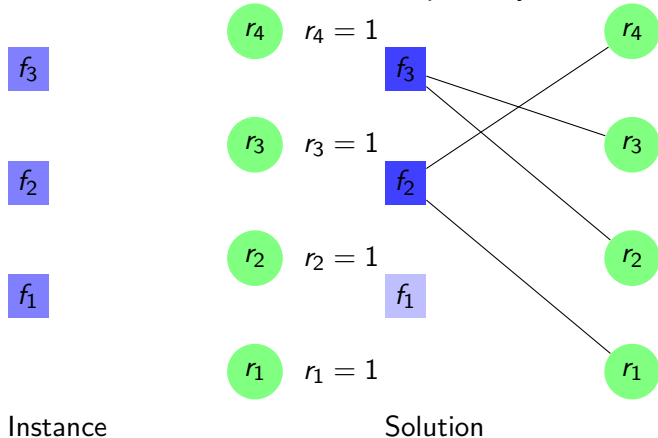 r4 r4 = 1 r4
f3 f3
r3 r3 = 1 r3
f2 f2
r2 r2 = 1 r2
f1 f1
r1 r1 = 1 r1
Instance Solution